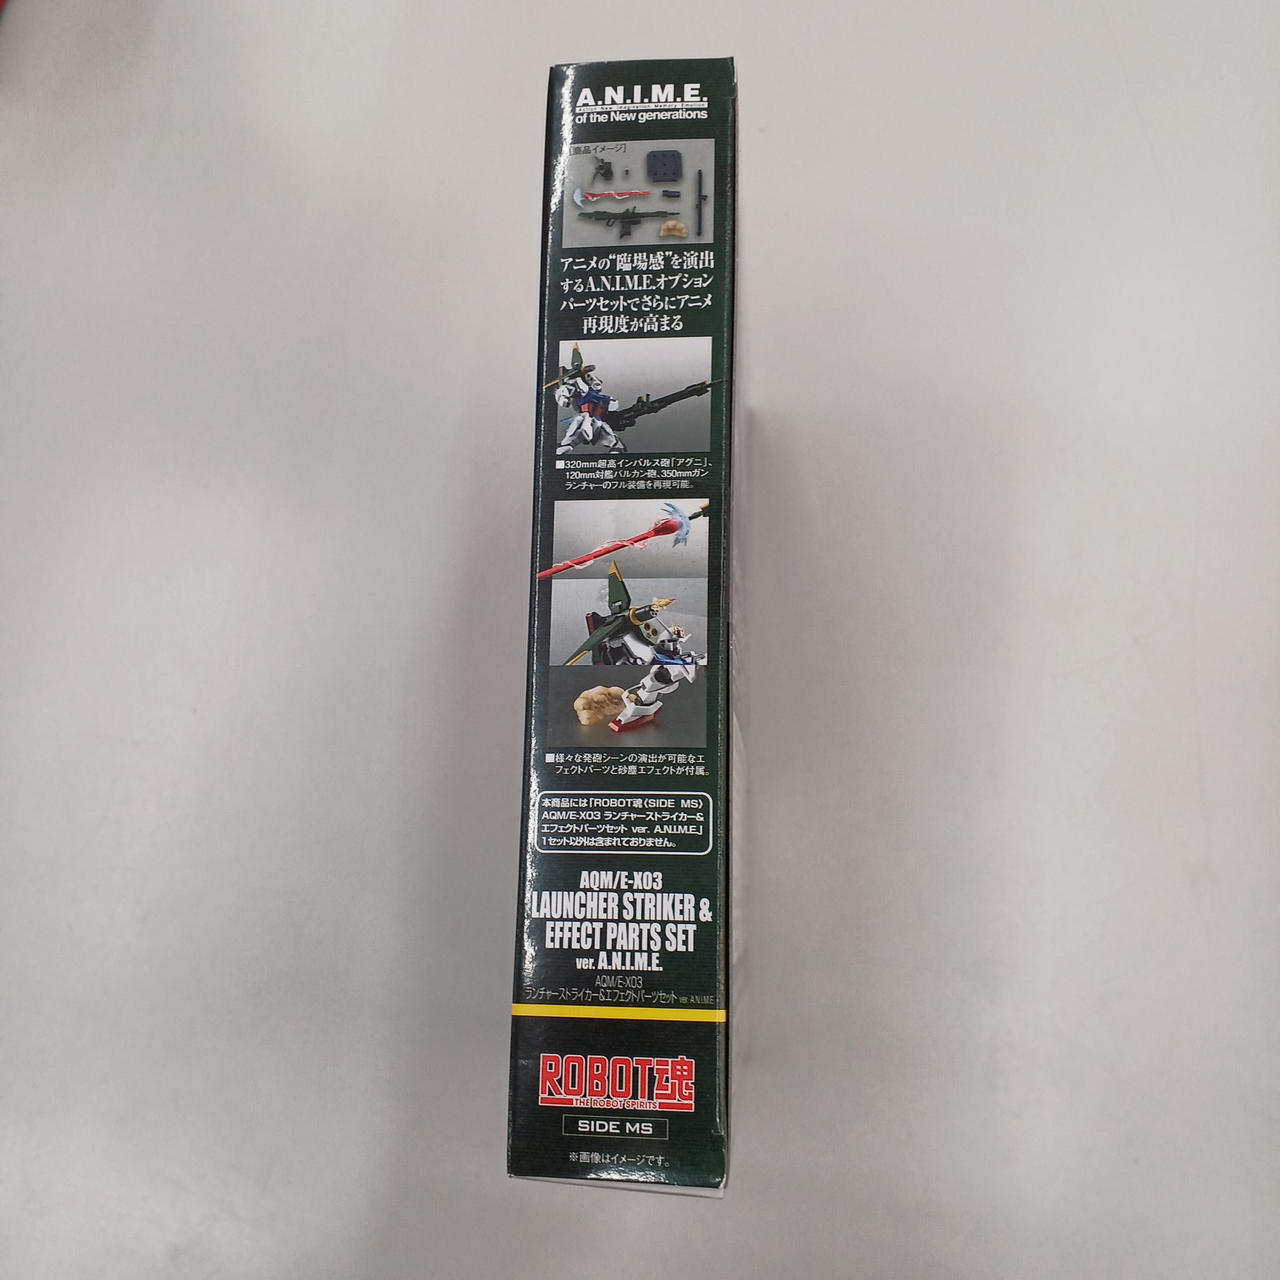 A.N.I.M.E.
Action New Imagination Memory Emotion
of the New generations
[商品イメージ]
アニメの"臨場感"を演出
するA.N.I.M.E.オプション
パーツセットでさらにアニメ
再現度が高まる
■320mm超高インパルス砲「アグニ」、
120mm対艦バルカン砲、350mmガン
ランチャーのフル装備を再現可能。
■様々な発砲シーンの演出が可能なエ
フェクトパーツと砂塵エフェクトが付属。
本商品には「ROBOT魂〈SIDE MS〉
AQM/E-X03 ランチャーストライカー&
エフェクトパーツセット ver. A.N.I.M.E.」
1セット以外は含まれておりません。
AQM/E-X03
LAUNCHER STRIKER &
EFFECT PARTS SET
ver. A.N.I.M.E.
AQM/E-X03
ランチャーストライカー&エフェクトパーツセット ver. A.N.I.M.E.
ROBOT魂
THE ROBOT SPIRITS
SIDE MS
※画像はイメージです。